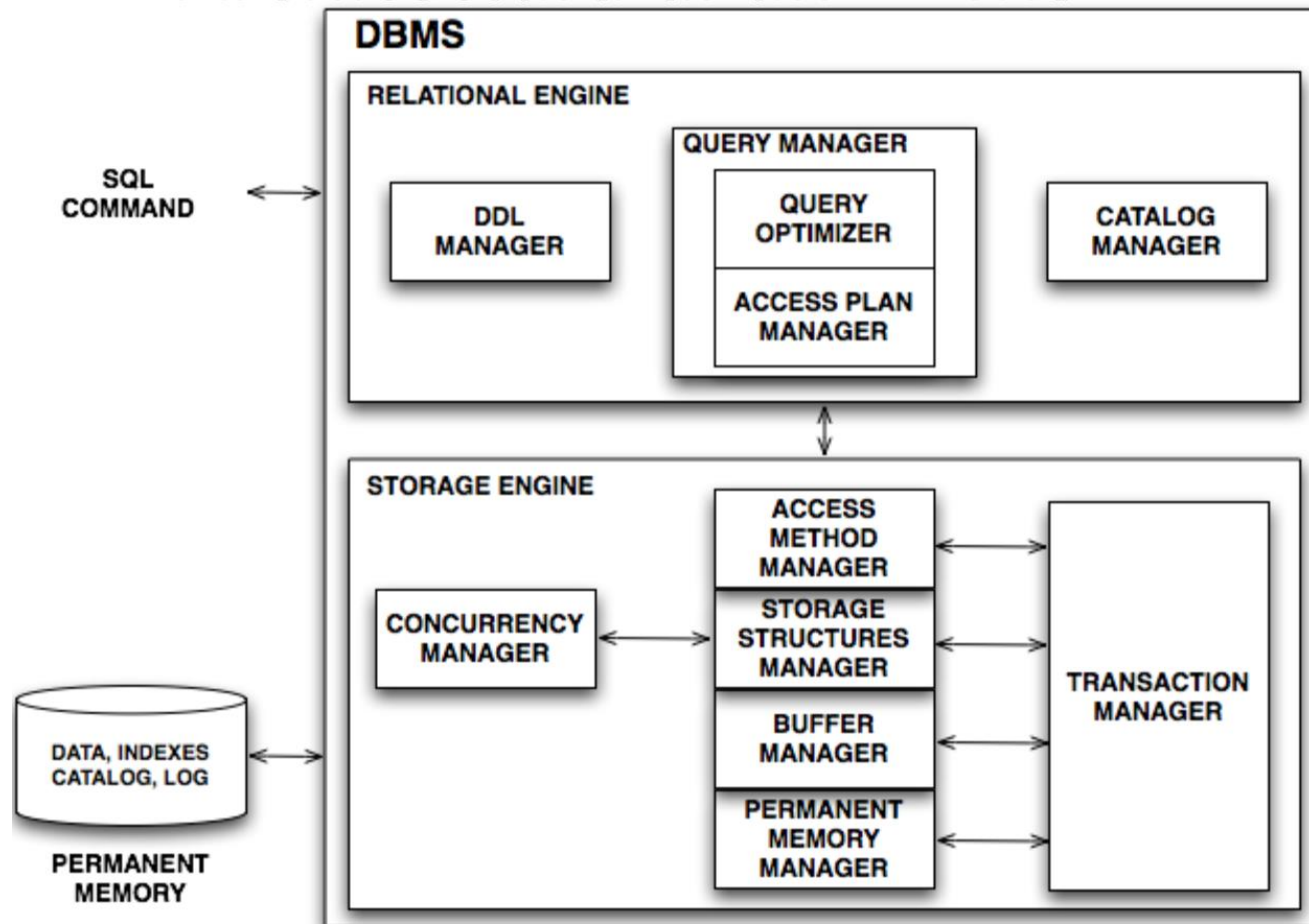 DBMS
RELATIONAL ENGINE
SQL
COMMAND
DDL
MANAGER
QUERY MANAGER
QUERY
OPTIMIZER
ACCESS PLAN
MANAGER
CATALOG
MANAGER
STORAGE ENGINE
CONCURRENCY
MANAGER
ACCESS
METHOD
MANAGER
STORAGE
STRUCTURES
MANAGER
BUFFER
MANAGER
PERMANENT
MEMORY
MANAGER
TRANSACTION
MANAGER
DATA, INDEXES
CATALOG, LOG
PERMANENT
MEMORY